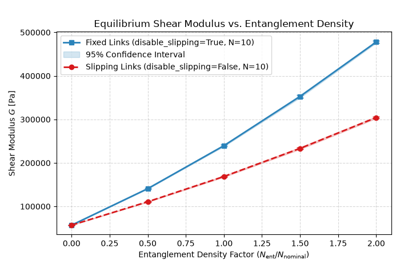 Equilibrium Shear Modulus vs. Entanglement Density
500000
400000
300000
200000
100000
Shear Modulus G [Pa]
Fixed Links (disable_slipping=True, N=10)
95% Confidence Interval
Slipping Links (disable_slipping=False, N=10)
0.00 0.25 0.50 0.75 1.00 1.25 1.50 1.75 2.00
Entanglement Density Factor (N_ent/N_nominal)